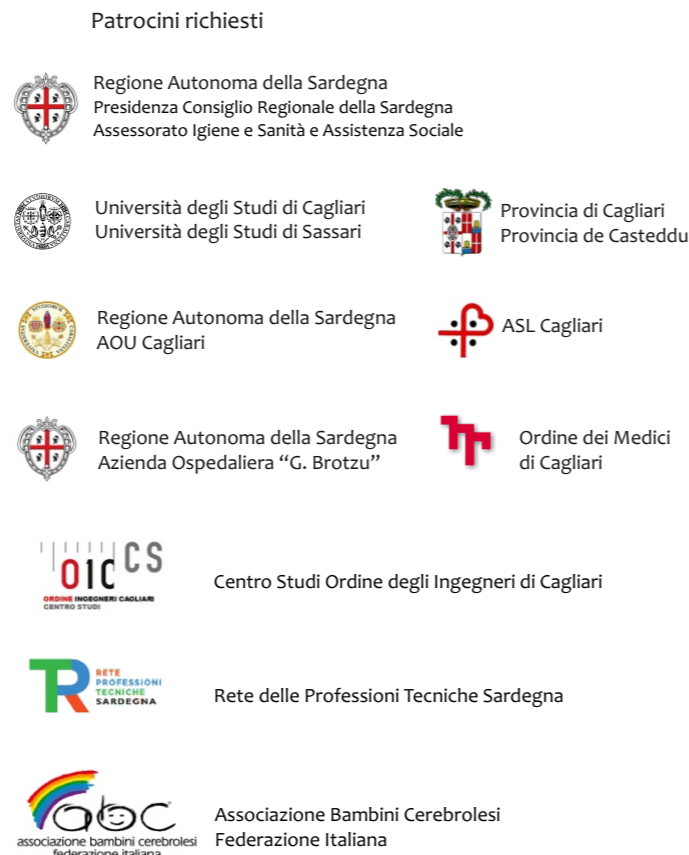 Patrocini richiesti
Regione Autonoma della Sardegna
Presidenza Consiglio Regionale della Sardegna
Assessorato Igiene e Sanità e Assistenza Sociale
Università degli Studi di Cagliari
Università degli Studi di Sassari
Provincia di Cagliari
Provincia de Casteddu
Regione Autonoma della Sardegna
AOU Cagliari
ASL Cagliari
Regione Autonoma della Sardegna
Azienda Ospedaliera “G. Brotzu”
Ordine dei Medici
di Cagliari
OIC CS
ORDINE INGEGNERI CAGLIARI
CENTRO STUDI
Centro Studi Ordine degli Ingegneri di Cagliari
TR
RETE
PROFESSIONI
TECNICHE
SARDEGNA
Rete delle Professioni Tecniche Sardegna
abc
associazione bambini cerebrolesi
federazione italiana
Associazione Bambini Cerebrolesi
Federazione Italiana